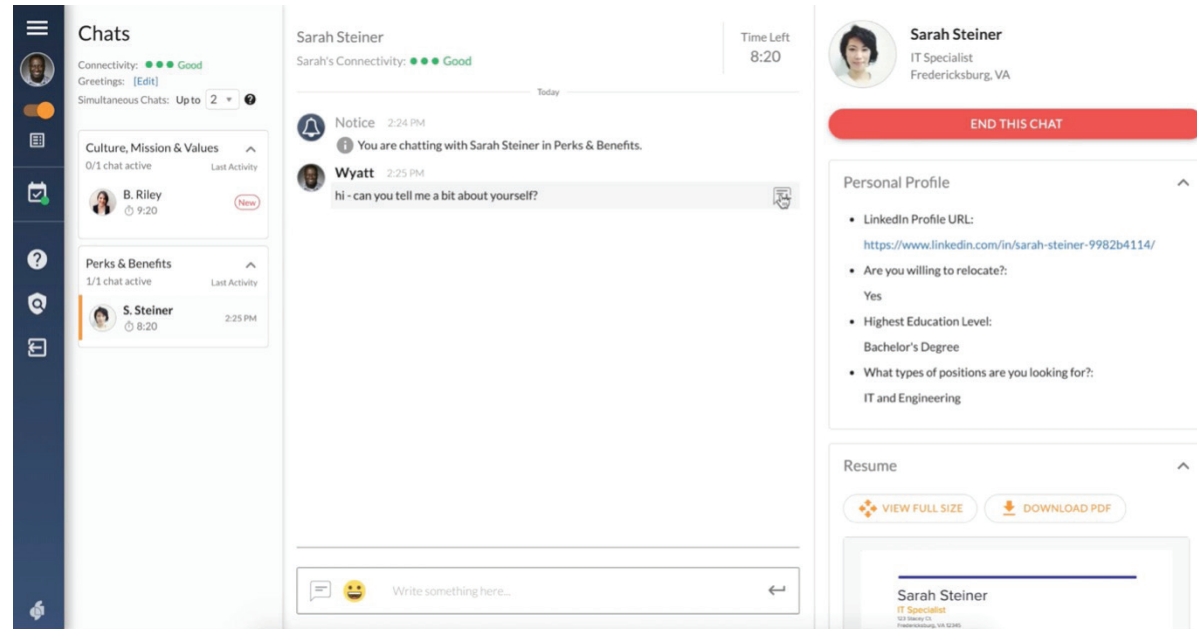 Chats
Connectivity: Good
Greetings: [Edit]
Simultaneous Chats: Up to 2
Culture, Mission & Values
0/1 chat active Last Activity
B. Riley
9:20
New
Perks & Benefits
1/1 chat active Last Activity
S. Steiner
8:20
2:25 PM
Sarah Steiner
Sarah's Connectivity: Good
Time Left
8:20
Today
Notice 2:24 PM
You are chatting with Sarah Steiner in Perks & Benefits.
Wyatt 2:25 PM
hi - can you tell me a bit about yourself?
Write something here...
Sarah Steiner
IT Specialist
Fredericksburg, VA
END THIS CHAT
Personal Profile
LinkedIn Profile URL:
https://www.linkedin.com/in/sarah-steiner-9982b4114/
Are you willing to relocate?:
Yes
Highest Education Level:
Bachelor's Degree
What types of positions are you looking for?:
IT and Engineering
Resume
VIEW FULL SIZE
DOWNLOAD PDF
Sarah Steiner
IT Specialist
123 Stacey Ct.
Fredericksburg, VA 12345